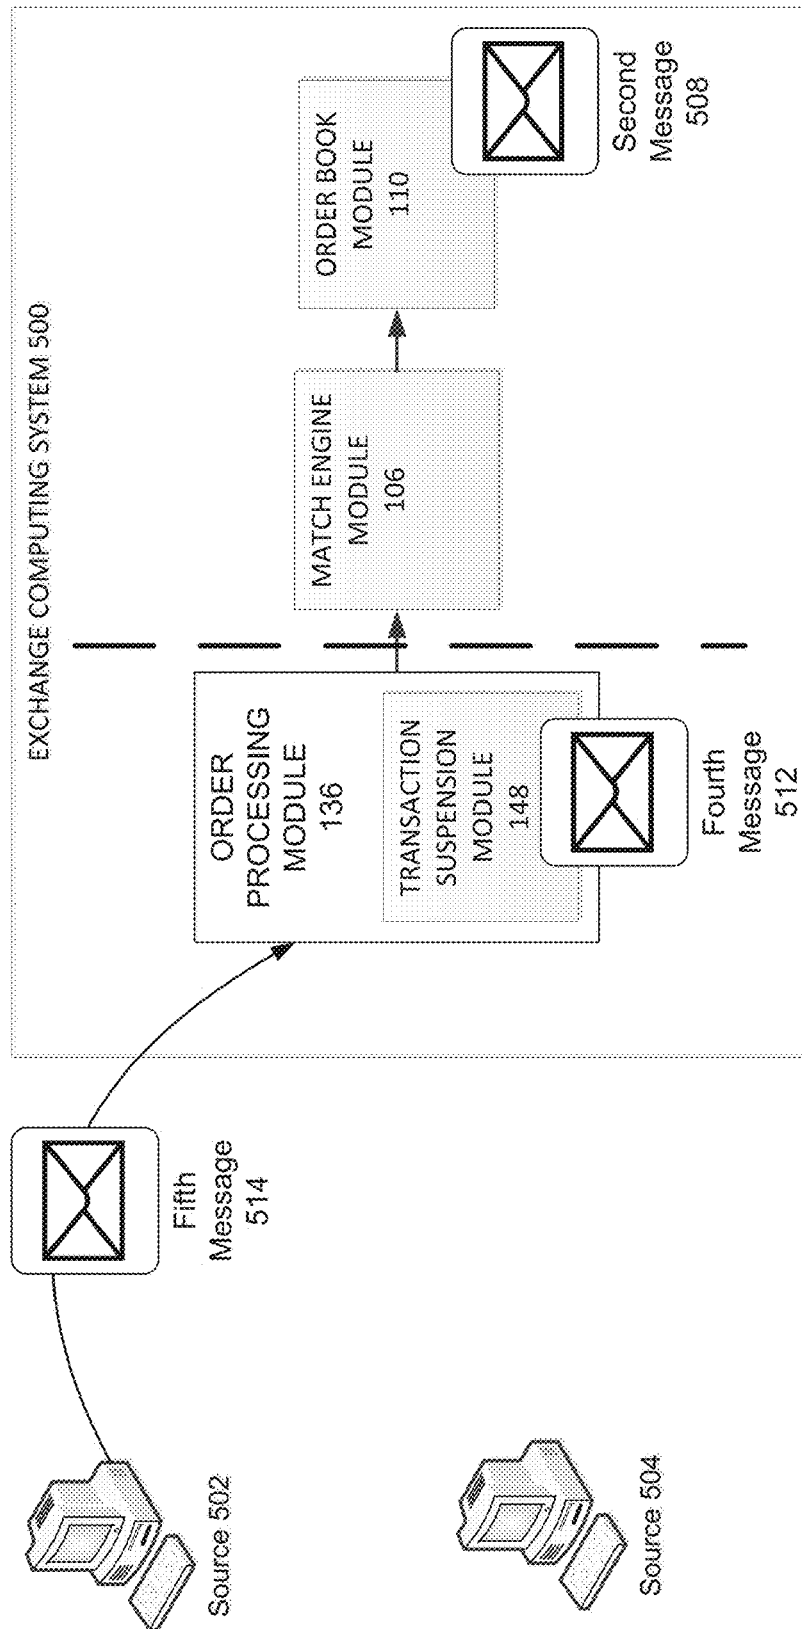 EXCHANGE COMPUTING SYSTEM 500
Source 502
Fifth
Message
514
ORDER
PROCESSING
MODULE
136
TRANSACTION
SUSPENSION
MODULE
148
Fourth
Message
512
MATCH ENGINE
MODULE
106
ORDER BOOK
MODULE
110
Second
Message
508
Source 504